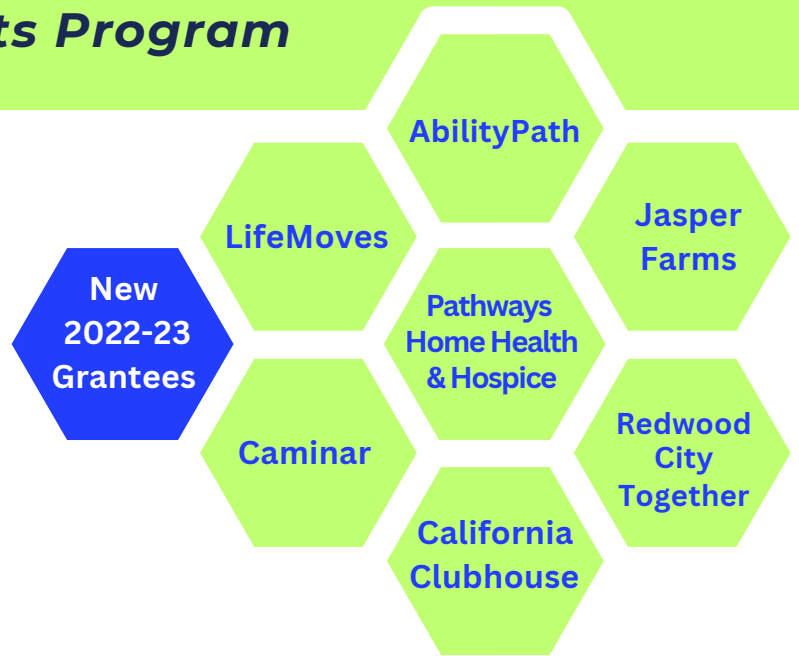 ts Program
AbilityPath
LifeMoves
Jasper
Farms
New
2022-23
Grantees
Pathways
Home Health
& Hospice
Caminar
Redwood
City
Together
California
Clubhouse